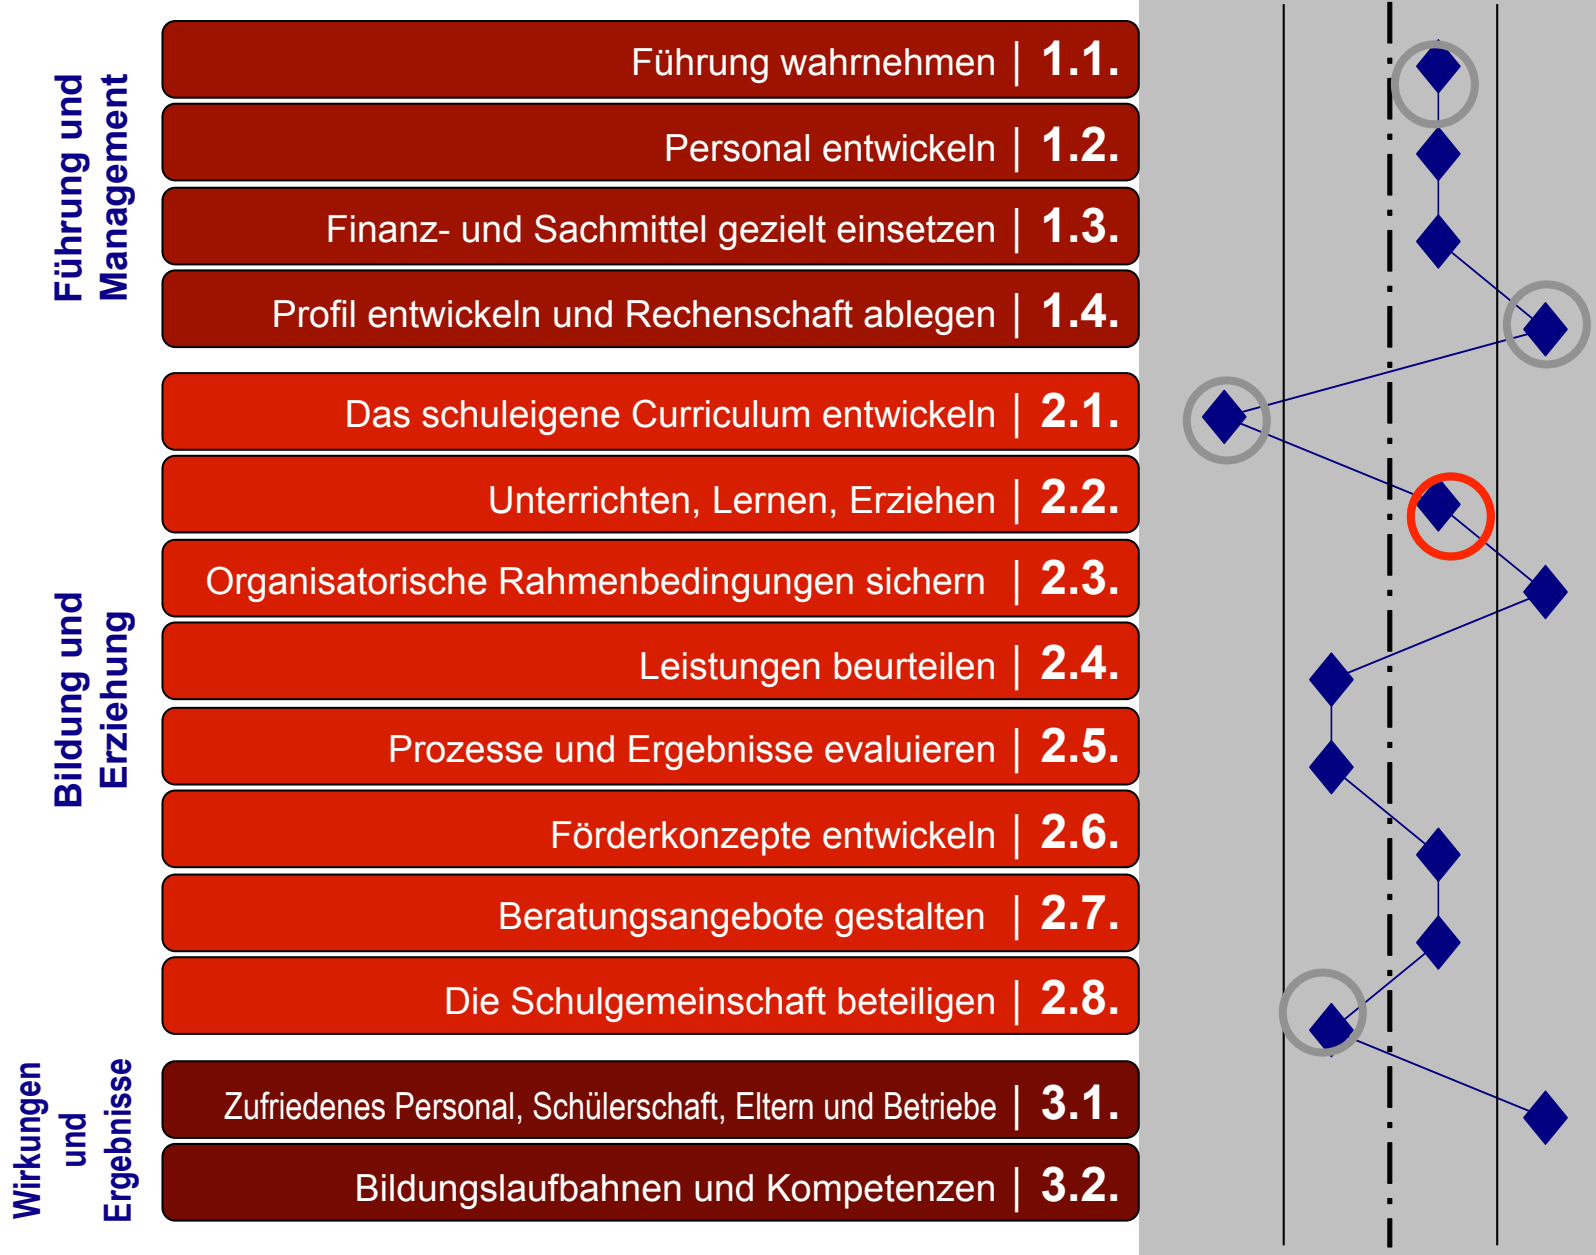 Führung und
Management
Führung wahrnehmen | 1.1.
Personal entwickeln | 1.2.
Finanz- und Sachmittel gezielt einsetzen | 1.3.
Profil entwickeln und Rechenschaft ablegen | 1.4.
Bildung und
Erziehung
Das schuleigene Curriculum entwickeln | 2.1.
Unterrichten, Lernen, Erziehen | 2.2.
Organisatorische Rahmenbedingungen sichern | 2.3.
Leistungen beurteilen | 2.4.
Prozesse und Ergebnisse evaluieren | 2.5.
Förderkonzepte entwickeln | 2.6.
Beratungsangebote gestalten | 2.7.
Die Schulgemeinschaft beteiligen | 2.8.
Wirkungen
und
Ergebnisse
Zufriedenes Personal, Schülerschaft, Eltern und Betriebe | 3.1.
Bildungslaufbahnen und Kompetenzen | 3.2.